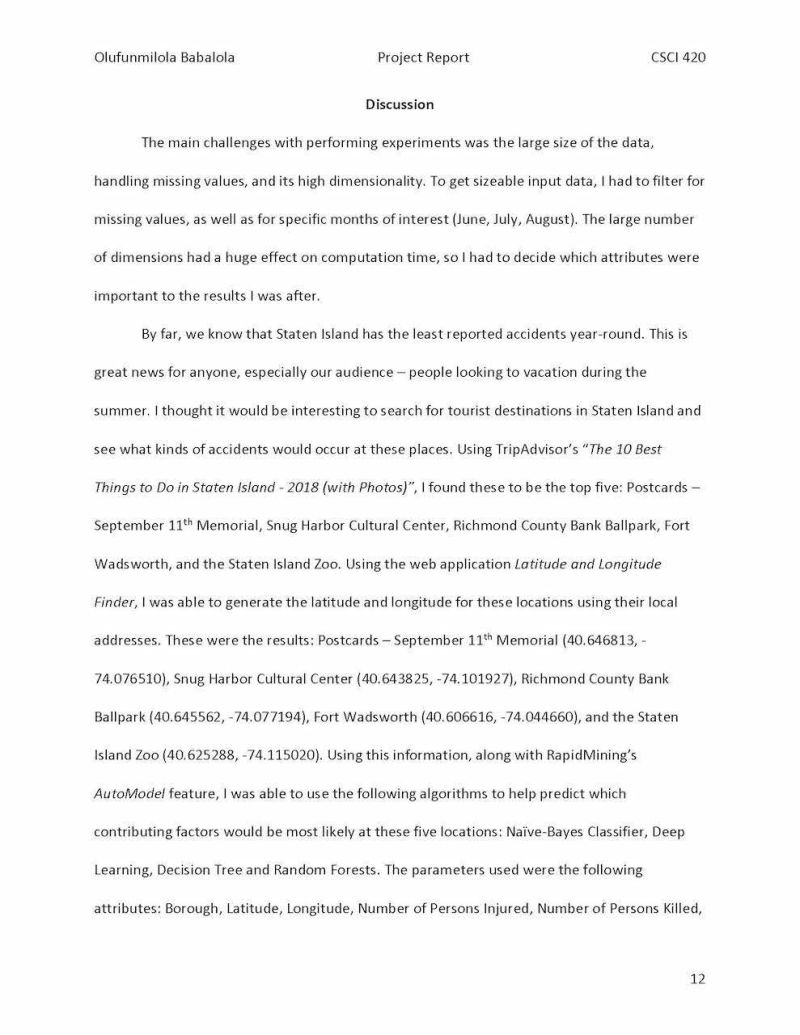 Olufunmilola Babalola Project Report CSCI 420
Discussion
The main challenges with performing experiments was the large size of the data,
handling missing values, and its high dimensionality. To get sizeable input data, I had to filter for
missing values, as well as for specific months of interest (June, July, August). The large number
of dimensions had a huge effect on computation time, so I had to decide which attributes were
important to the results I was after.
By far, we know that Staten Island has the least reported accidents year-round. This is
great news for anyone, especially our audience – people looking to vacation during the
summer. I thought it would be interesting to search for tourist destinations in Staten Island and
see what kinds of accidents would occur at these places. Using TripAdvisor’s “The 10 Best
Things to Do in Staten Island - 2018 (with Photos)”, I found these to be the top five: Postcards –
September 11th Memorial, Snug Harbor Cultural Center, Richmond County Bank Ballpark, Fort
Wadsworth, and the Staten Island Zoo. Using the web application Latitude and Longitude
Finder, I was able to generate the latitude and longitude for these locations using their local
addresses. These were the results: Postcards – September 11th Memorial (40.646813, -
74.076510), Snug Harbor Cultural Center (40.643825, -74.101927), Richmond County Bank
Ballpark (40.645562, -74.077194), Fort Wadsworth (40.606616, -74.044660), and the Staten
Island Zoo (40.625288, -74.115020). Using this information, along with RapidMining’s
AutoModel feature, I was able to use the following algorithms to help predict which
contributing factors would be most likely at these five locations: Naïve-Bayes Classifier, Deep
Learning, Decision Tree and Random Forests. The parameters used were the following
attributes: Borough, Latitude, Longitude, Number of Persons Injured, Number of Persons Killed,
12